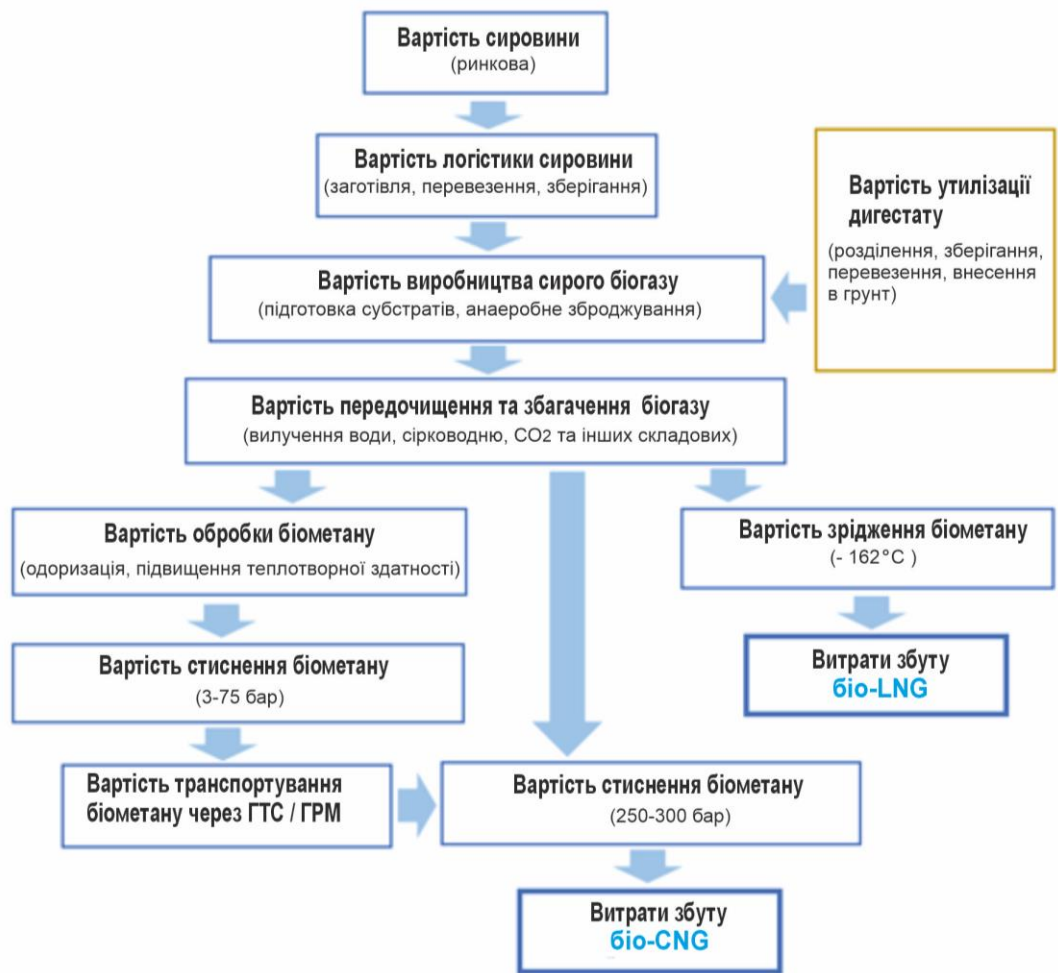 Вартість сировини
(ринкова)
Вартість логістики сировини
(заготівля, перевезення, зберігання)
Вартість утилізації
дигестату
(розділення, зберігання,
перевезення, внесення
в грунт)
Вартість виробництва сирого біогазу
(підготовка субстратів, анаеробне зброджування)
Вартість передочищення та збагачення біогазу
(вилучення води, сірководню, CO2 та інших складових)
Вартість обробки біометану
(одоризація, підвищення теплотворної здатності)
Вартість зрідження біометану
(- 162°C )
Вартість стиснення біометану
(3-75 бар)
Витрати збуту
біо-LNG
Вартість транспортування
біометану через ГТС / ГРМ
Вартість стиснення біометану
(250-300 бар)
Витрати збуту
біо-CNG